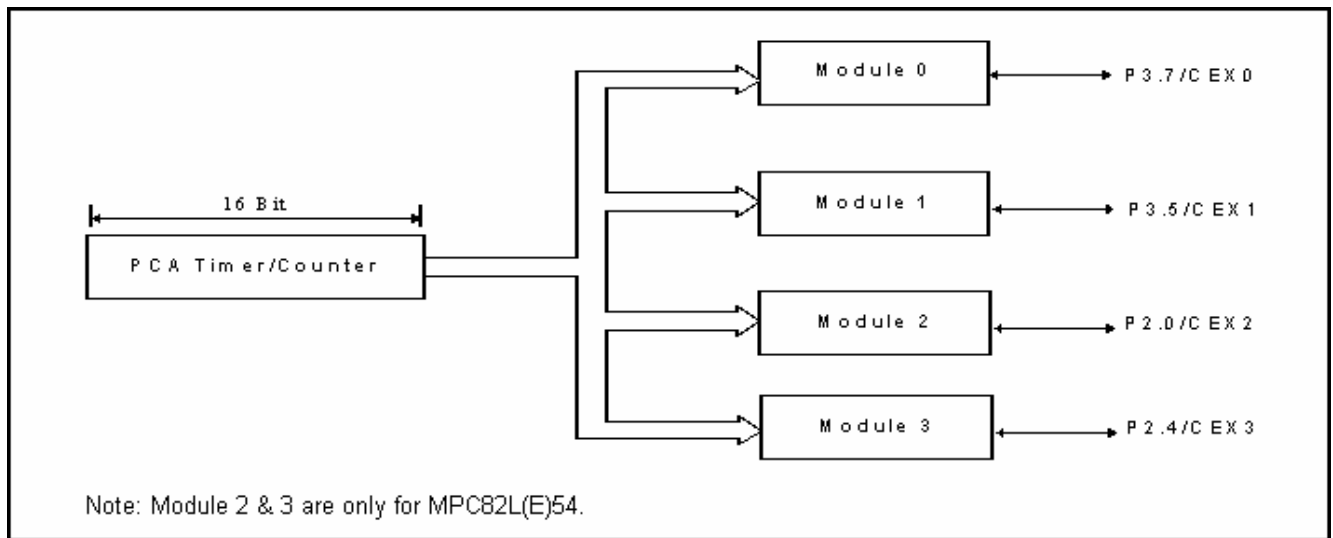 Module 0
P3.7/CEX0
16 Bit
Module 1
P3.5/CEX1
PCA Timer/Counter
Module 2
P2.0/CEX2
Module 3
P2.4/CEX3
Note: Module 2 & 3 are only for MPC82L(E)54.